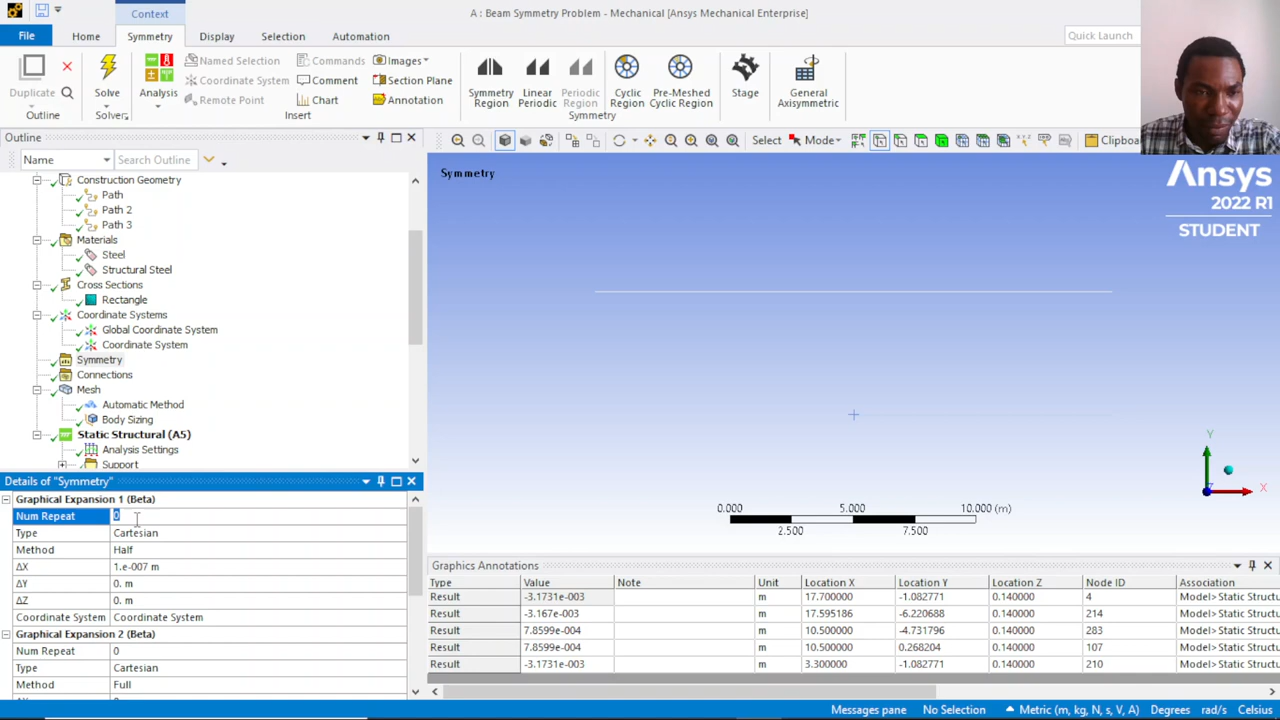 Context
A : Beam Symmetry Problem - Mechanical [Ansys Mechanical Enterprise]
File
Home
Symmetry
Display
Selection
Automation
Quick Launch
Duplicate
Outline
Solve
Solver
Analysis
Named Selection
Coordinate System
Remote Point
Commands
Comment
Chart
Images
Section Plane
Annotation
Insert
Symmetry Region
Linear Periodic
Periodic Region
Cyclic Region
Pre-Meshed Cyclic Region
Symmetry
Stage
General Axisymmetric
Outline
Name
Search Outline
Select
Mode
Clipboa
Construction Geometry
Path
Path 2
Path 3
Materials
Steel
Structural Steel
Cross Sections
Rectangle
Coordinate Systems
Global Coordinate System
Coordinate System
Symmetry
Connections
Mesh
Automatic Method
Body Sizing
Static Structural (A5)
Analysis Settings
Support
Symmetry
Ansys
2022 R1
STUDENT
Y
X
Z
0.000 5.000 10.000 (m)
2.500 7.500
Details of "Symmetry"
Graphical Expansion 1 (Beta)
Num Repeat 0
Type Cartesian
Method Half
ΔX 1.e-007 m
ΔY 0. m
ΔZ 0. m
Coordinate System Coordinate System
Graphical Expansion 2 (Beta)
Num Repeat 0
Type Cartesian
Method Full
Graphics Annotations
Type Value Note Unit Location X Location Y Location Z Node ID Association
Result -3.1731e-003 m 17.700000 -1.082771 0.140000 4 Model>Static Structu
Result -3.167e-003 m 17.595186 -6.220688 0.140000 214 Model>Static Structu
Result 7.8599e-004 m 10.500000 -4.731796 0.140000 283 Model>Static Structu
Result 7.8599e-004 m 10.500000 0.268204 0.140000 107 Model>Static Structu
Result -3.1731e-003 m 3.300000 -1.082771 0.140000 210 Model>Static Structu
Messages pane
No Selection
Metric (m, kg, N, s, V, A)
Degrees
rad/s
Celsius